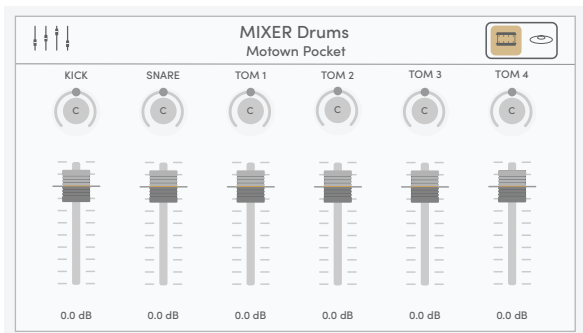 MIXER Drums
Motown Pocket
KICK SNARE TOM 1 TOM 2 TOM 3 TOM 4
C C C C C C
0.0 dB 0.0 dB 0.0 dB 0.0 dB 0.0 dB 0.0 dB